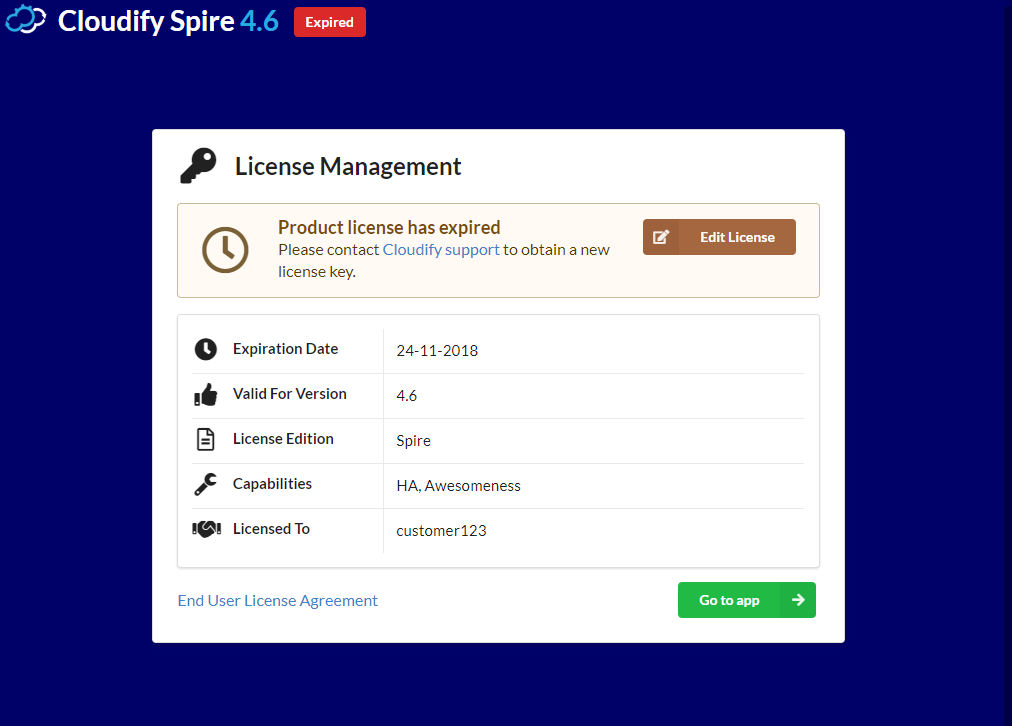 Cloudify Spire 4.6 Expired
License Management
Product license has expired
Please contact Cloudify support to obtain a new
license key.
Edit License
Expiration Date 24-11-2018
Valid For Version 4.6
License Edition Spire
Capabilities HA, Awesomeness
Licensed To customer123
End User License Agreement
Go to app